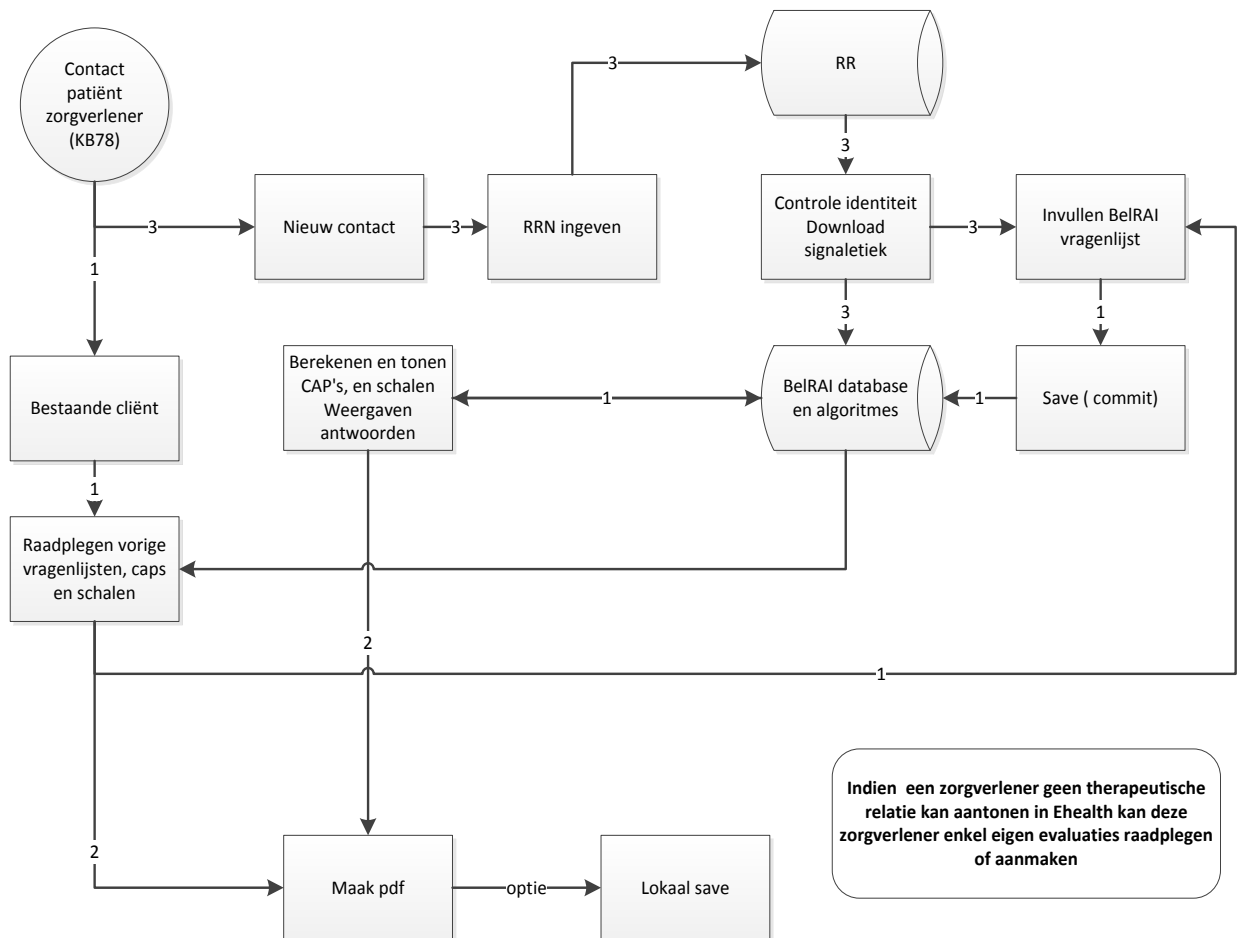 Contact
patiënt
zorgverlener
(KB78)
3
RR
3
3
Nieuw contact
3
RRN ingeven
Controle identiteit
Download
signaletiek
3
Invullen BelRAI
vragenlijst
1
3
1
Bestaande cliënt
Berekenen en tonen
CAP's, en schalen
Weergaven
antwoorden
1
BelRAI database
en algoritmes
1
Save ( commit)
1
Raadplegen vorige
vragenlijsten, caps
en schalen
2
1
Indien een zorgverlener geen therapeutische
relatie kan aantonen in Ehealth kan deze
zorgverlener enkel eigen evaluaties raadplegen
of aanmaken
2
Maak pdf
optie
Lokaal save